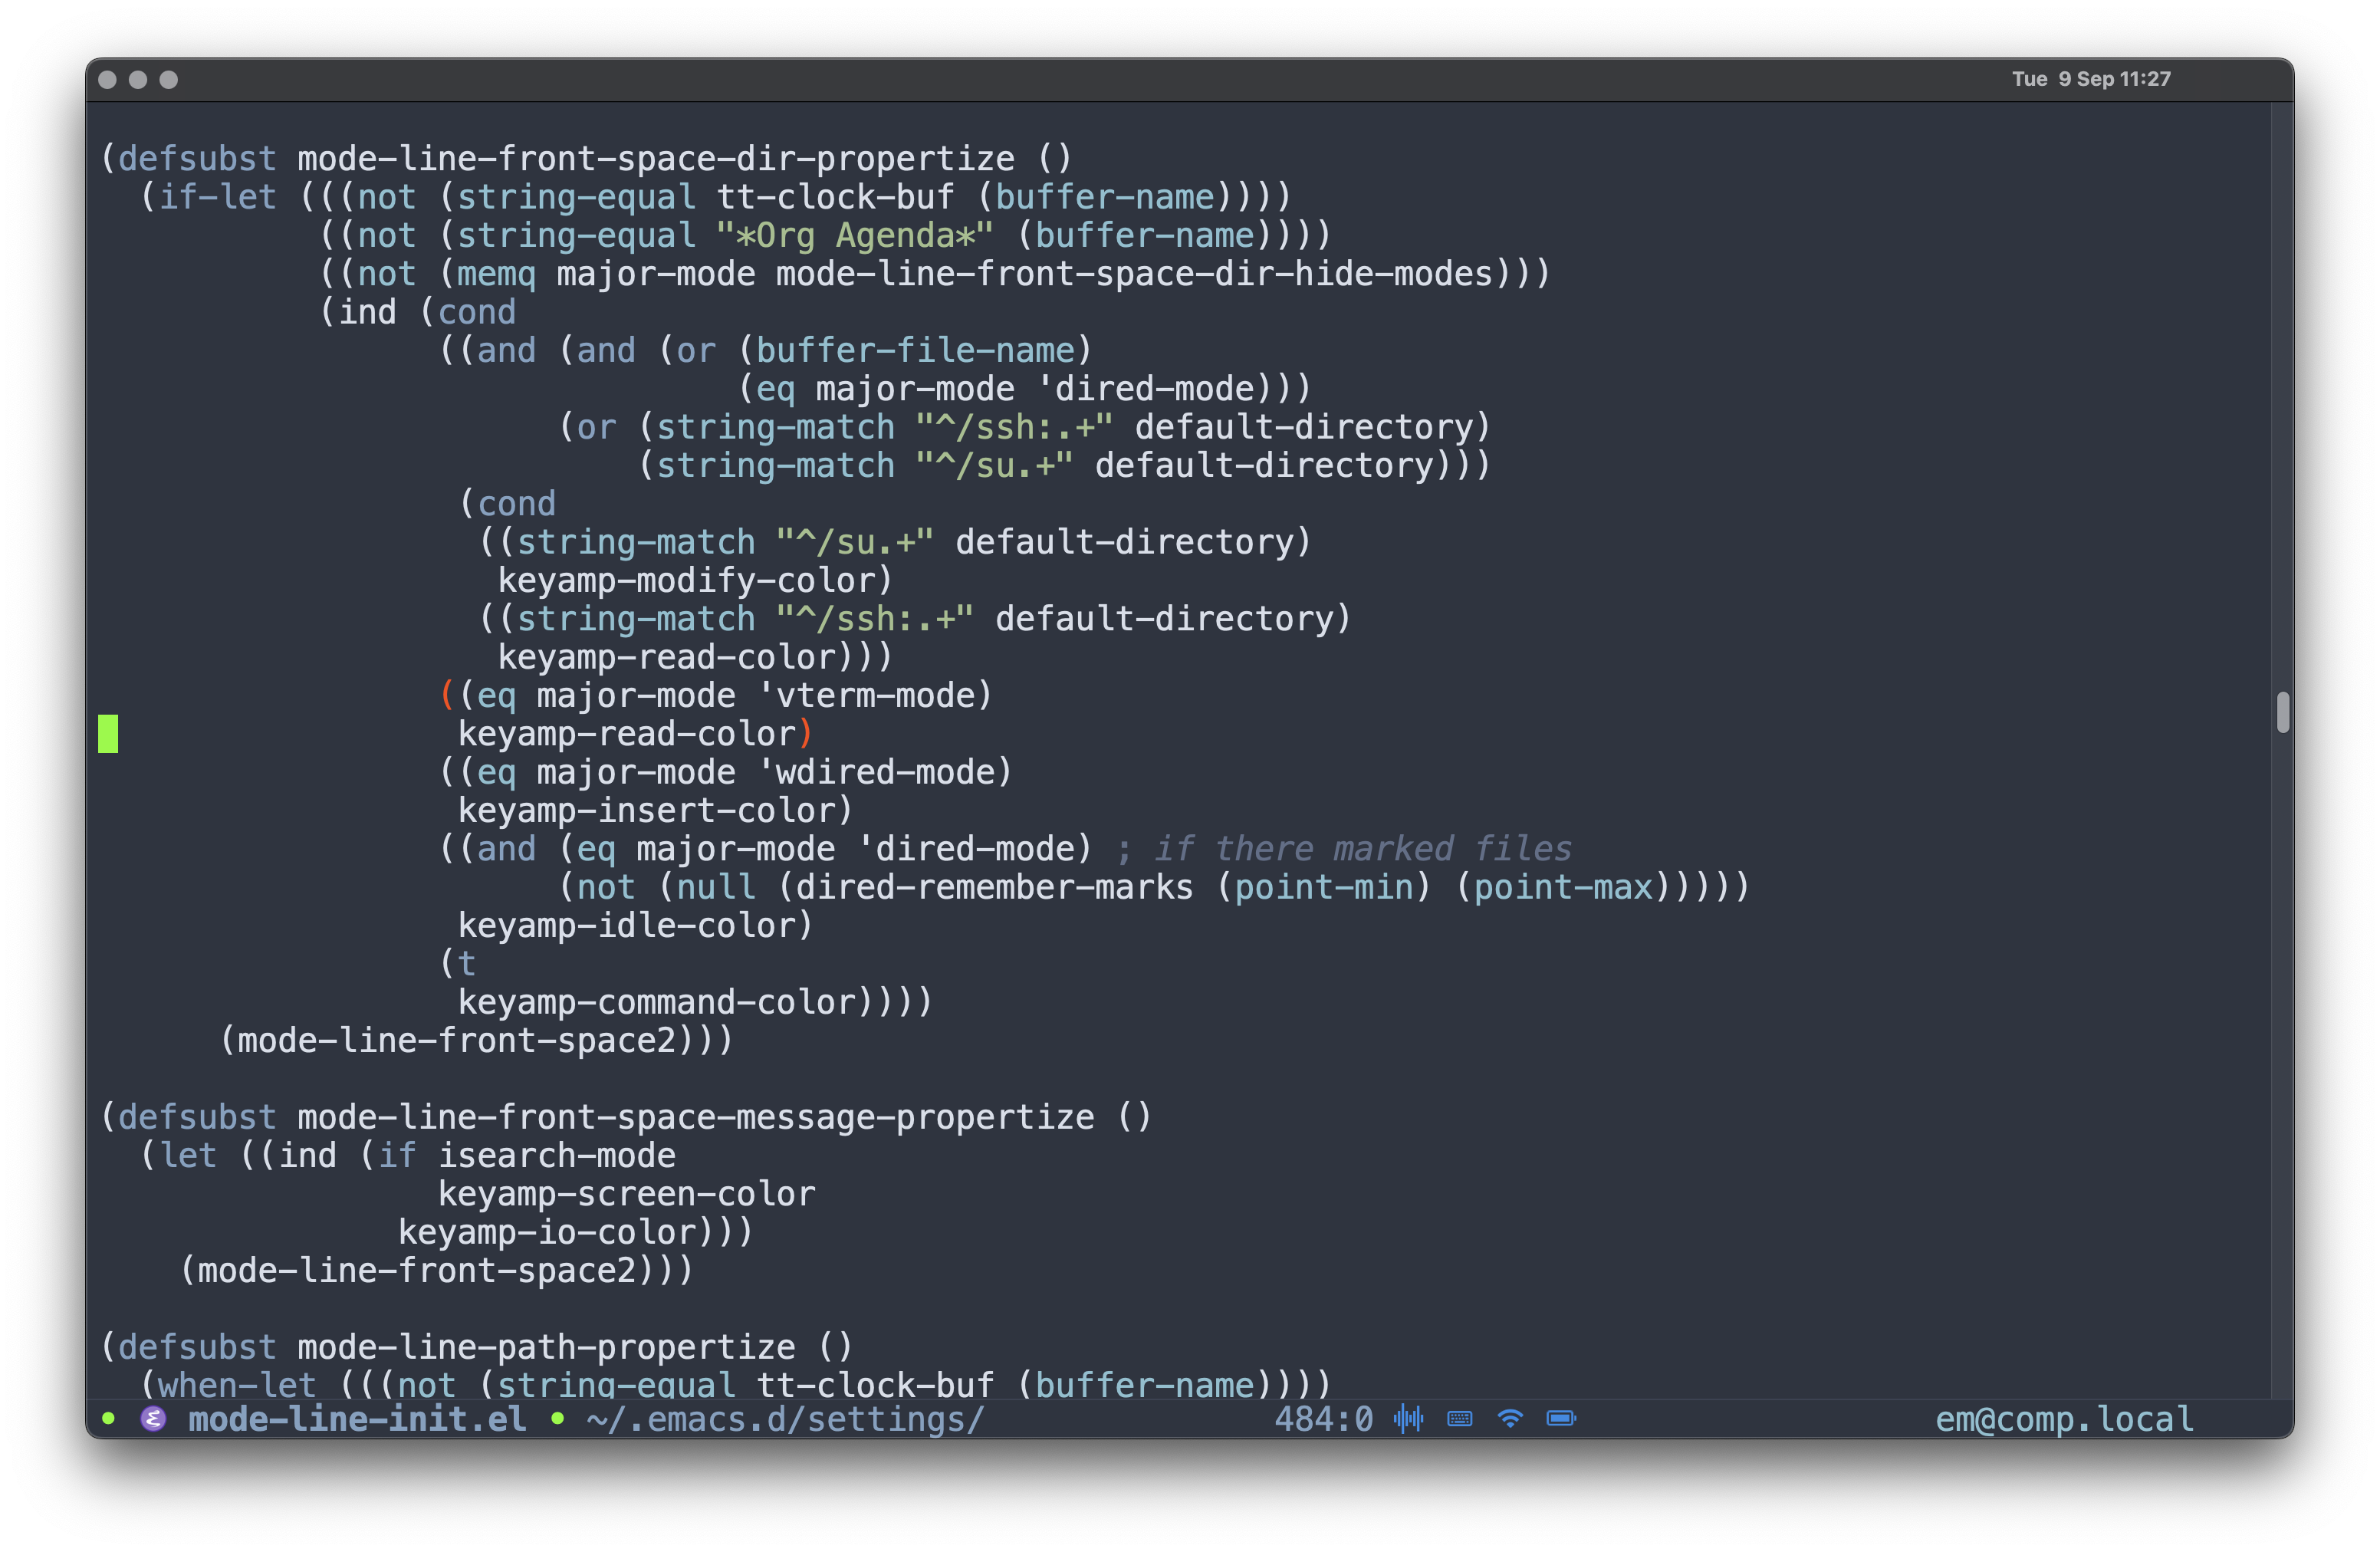 Tue 9 Sep 11:27
(defsubst mode-line-front-space-dir-propertize ()
  (if-let (((not (string-equal tt-clock-buf (buffer-name))))
           ((not (string-equal "*Org Agenda*" (buffer-name))))
           ((not (memq major-mode mode-line-front-space-dir-hide-modes)))
           (ind (cond
                 ((and (and (or (buffer-file-name)
                                (eq major-mode 'dired-mode)))
                       (or (string-match "^/ssh:.+" default-directory)
                           (string-match "^/su.+" default-directory)))
                  (cond
                   ((string-match "^/su.+" default-directory)
                    keyamp-modify-color)
                   ((string-match "^/ssh:.+" default-directory)
                    keyamp-read-color)))
                 ((eq major-mode 'vterm-mode)
                  keyamp-read-color)
                 ((eq major-mode 'wdired-mode)
                  keyamp-insert-color)
                 ((and (eq major-mode 'dired-mode) ; if there marked files
                       (not (null (dired-remember-marks (point-min) (point-max)))))
                  keyamp-idle-color)
                 (t
                  keyamp-command-color))))
      (mode-line-front-space2)))

(defsubst mode-line-front-space-message-propertize ()
  (let ((ind (if isearch-mode
                 keyamp-screen-color
               keyamp-io-color)))
    (mode-line-front-space2)))

(defsubst mode-line-path-propertize ()
  (when-let (((not (string-equal tt-clock-buf (buffer-name))))
mode-line-init.el • ~/.emacs.d/settings/ 484:0 em@comp.local